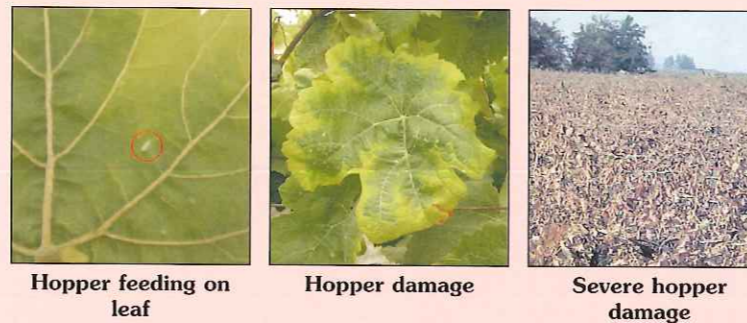 Hopper feeding on
leaf
Hopper damage
Severe hopper
damage